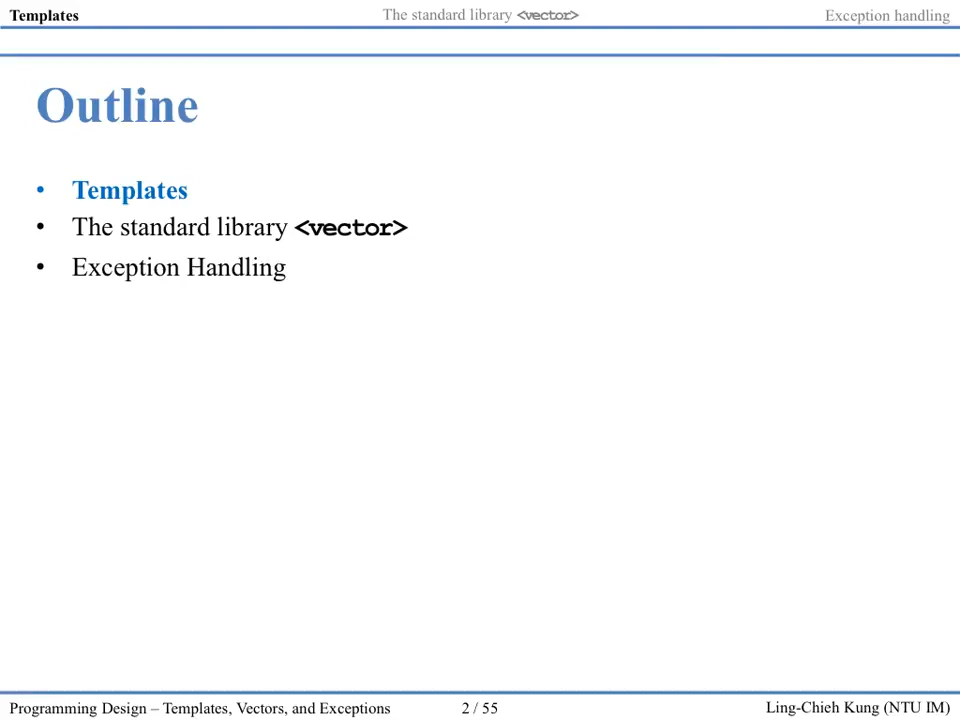 Templates The standard library <vector> Exception handling
Outline
• Templates
• The standard library <vector>
• Exception Handling
Programming Design – Templates, Vectors, and Exceptions 2 / 55 Ling-Chieh Kung (NTU IM)